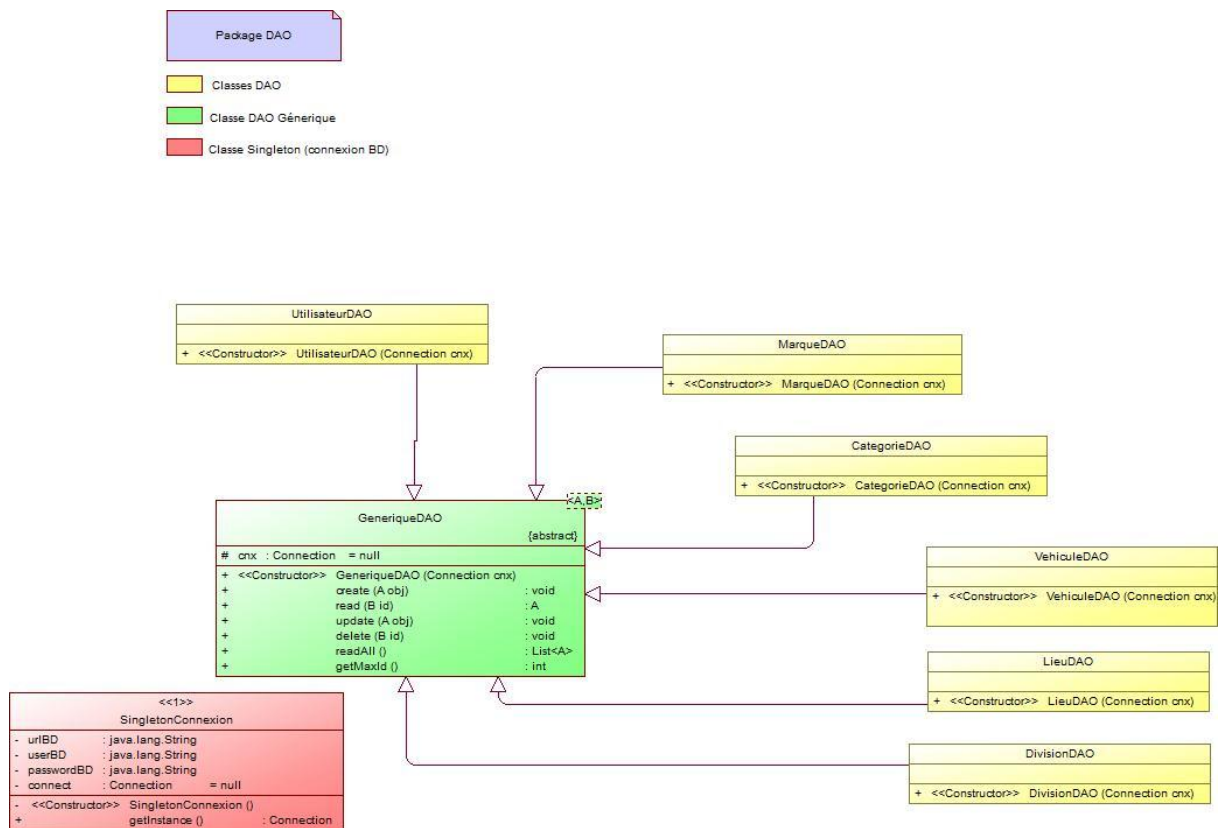 Package DAO
Classes DAO
Classe DAO Génerique
Classe Singleton (connexion BD)
UtilisateurDAO
+ <<Constructor>> UtilisateurDAO (Connection cnx)
MarqueDAO
+ <<Constructor>> MarqueDAO (Connection cnx)
CategorieDAO
+ <<Constructor>> CategorieDAO (Connection cnx)
<A,B>
GeneriqueDAO
{abstract}
# cnx : Connection = null
+ <<Constructor>> GeneriqueDAO (Connection cnx)
+ create (A obj) : void
+ read (B id) : A
+ update (A obj) : void
+ delete (B id) : void
+ readAll () : List<A>
+ getMaxId () : int
VehiculeDAO
+ <<Constructor>> VehiculeDAO (Connection cnx)
LieuDAO
+ <<Constructor>> LieuDAO (Connection cnx)
DivisionDAO
+ <<Constructor>> DivisionDAO (Connection cnx)
<<1>>
SingletonConnexion
- urlBD : java.lang.String
- userBD : java.lang.String
- passwordBD : java.lang.String
- connect : Connection = null
- <<Constructor>> SingletonConnexion ()
+ getInstance () : Connection